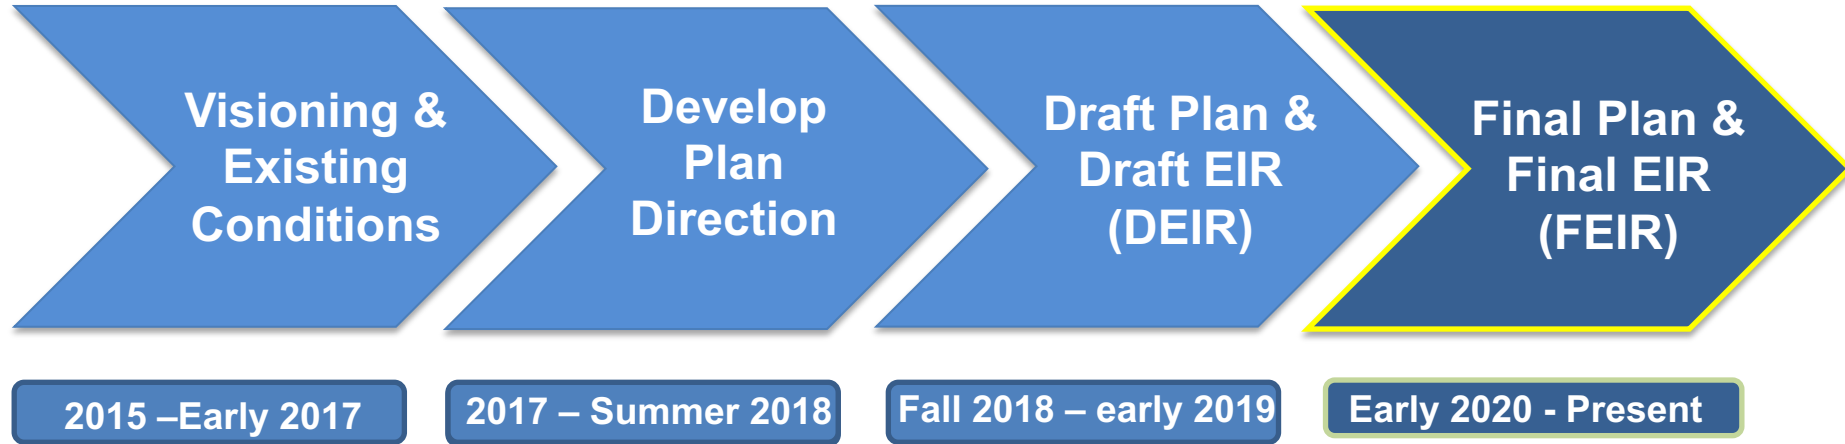 Visioning &
Existing
Conditions
Develop
Plan
Direction
Draft Plan &
Draft EIR
(DEIR)
Final Plan &
Final EIR
(FEIR)
2015 –Early 2017
2017 – Summer 2018
Fall 2018 – early 2019
Early 2020 - Present